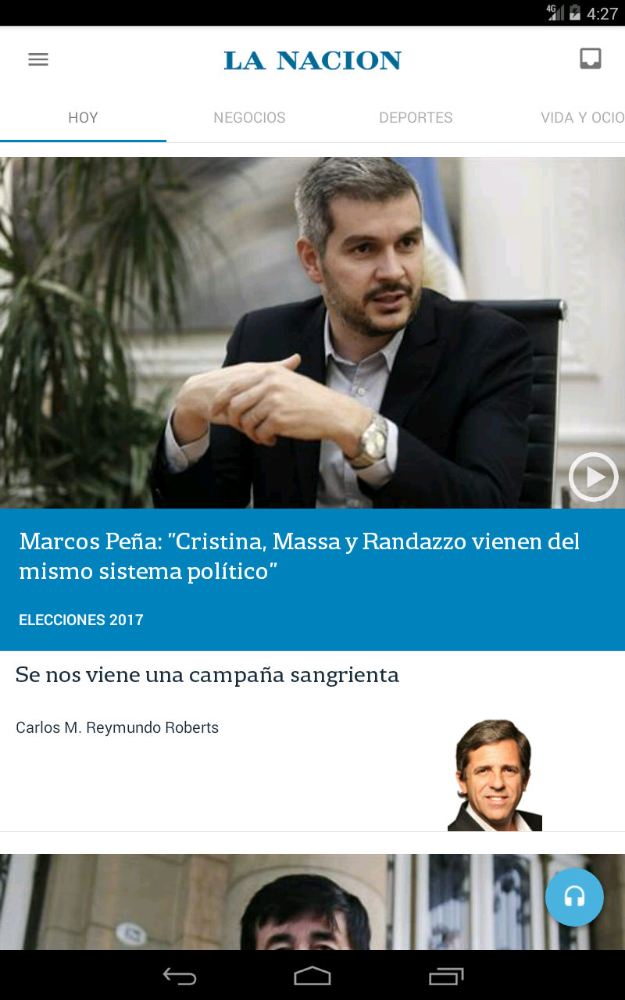 4G 4:27
LA NACION
HOY NEGOCIOS DEPORTES VIDA Y OCIO
Marcos Peña: "Cristina, Massa y Randazzo vienen del
mismo sistema político"
ELECCIONES 2017
Se nos viene una campaña sangrienta
Carlos M. Reymundo Roberts